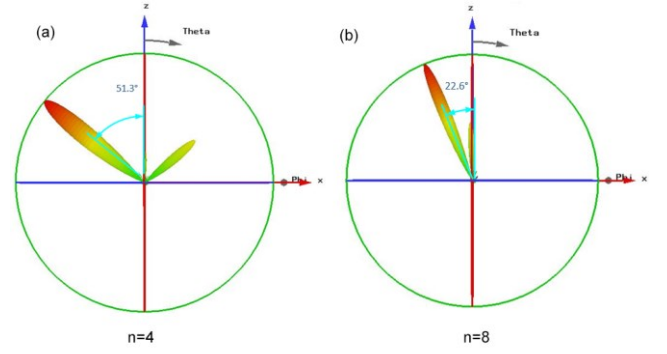 (a)
z
Theta
51.3°
Phi
x
n=4
(b)
z
Theta
22.6°
Phi
x
n=8